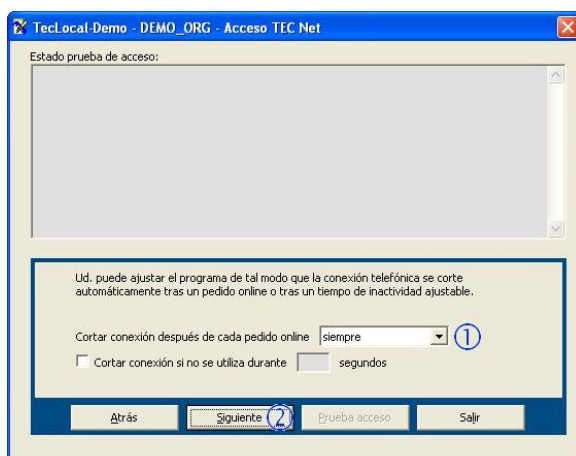 TecLocal-Demo - DEMO_ORG - Acceso TEC Net
Estado prueba de acceso:
Ud. puede ajustar el programa de tal modo que la conexión telefónica se corte
automáticamente tras un pedido online o tras un tiempo de inactividad ajustable.
Cortar conexión después de cada pedido online siempre 1
Cortar conexión si no se utiliza durante segundos
Atrás Siguiente 2 Prueba acceso Salir